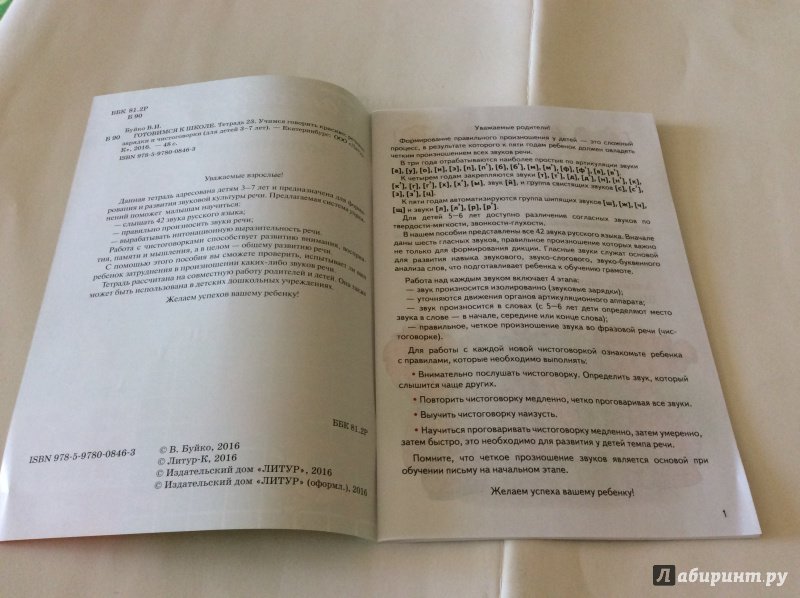 ББК 81.2Р
Б 90
Буйко В.И.
Б 90 ГОТОВИМСЯ К ШКОЛЕ. Тетрадь 23. Учимся говорить красиво: речевые
зарядки и чистоговорки (для детей 3–7 лет). — Екатеринбург: ООО «Литур-
К», 2016. — 48 с.
ISBN 978-5-9780-0846-3
Уважаемые взрослые!
Данная тетрадь адресована детям 3—7 лет и предназначена для форми-
рования и развития звуковой культуры речи. Предлагаемая система
нений поможет малышам научиться:
— слышать 42 звука русского языка;
— правильно произносить звуки речи;
— вырабатывать интонационную выразительность речи.
Работа с чистоговорками способствует развитию внимания, восприя-
тия, памяти и мышления, а в целом — общему развитию речи.
С помощью этого пособия вы сможете проверить, испытывает ли ваш
ребенок затруднения в произношении каких-либо звуков речи.
Тетрадь рассчитана на совместную работу родителей и детей. Она также
может быть использована в детских дошкольных учреждениях.
Желаем успехов вашему ребенку!
ББК 81.2Р
ISBN 978-5-9780-0846-3
© В. Буйко, 2016
© Литур-К, 2016
© Издательский дом «ЛИТУР», 2016
© Издательский дом «ЛИТУР» (оформл.), 2016
Уважаемые родители!
Формирование правильного произношения у детей — это сложный
процесс, в результате которого к пяти годам ребенок должен овладеть
четким произношением всех звуков речи.
В три года отрабатываются наиболее простые по артикуляции звуки
[а], [у], [о], [и], [э], [п], [п'], [б], [б'], [м], [м'], [ф], [ф'], [в], [в'].
К четырем годам закрепляются звуки [т], [т'], [д], [д'], [н], [н'], [к],
[к'], [г], [г'], [х], [х'], [ы], звук [й] и группа свистящих звуков [с], [с'],
[з], [з'], [ц].
К пяти годам автоматизируются группа шипящих звуков [ш], [ж], [ч],
[щ] и звуки [л], [л'], [р], [р'].
Для детей 5–6 лет доступно различение согласных звуков по
твердости-мягкости, звонкости-глухости.
В нашем пособии представлены все 42 звука русского языка. Вначале
даны шесть гласных звуков, правильное произношение которых важно
не только для формирования дикции. Гласные звуки служат основой
для развития навыка звукового, звуко-слогового, звуко-буквенного
анализа слов, что подготавливает ребенка к обучению грамоте.
Работа над каждым звуком включает 4 этапа:
— звук произносится изолированно (звуковые зарядки);
— уточняются движения органов артикуляционного аппарата;
— звук произносится в словах (с 5–6 лет дети определяют место
звука в слове — в начале, середине или конце слова);
— правильное, четкое произношение звука во фразовой речи (чис-
тоговорке).
Для работы с каждой новой чистоговоркой ознакомьте ребенка
с правилами, которые необходимо выполнять.
• Внимательно послушать чистоговорку. Определить звук, который
слышится чаще других.
• Повторить чистоговорку медленно, четко проговаривая все звуки.
• Выучить чистоговорку наизусть.
• Научиться проговаривать чистоговорку медленно, затем умеренно,
затем быстро, это необходимо для развития у детей темпа речи.
Помните, что четкое прозношение звуков является основой при
обучении письму на начальном этапе.
Желаем успеха вашему ребенку!
1
Лабиринт.ру